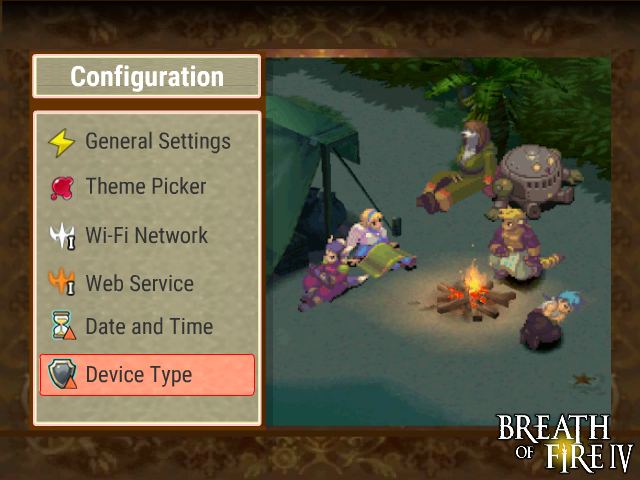 Configuration
General Settings
Theme Picker
Wi-Fi Network
Web Service
Date and Time
Device Type
BREATH
OF FIRE IV